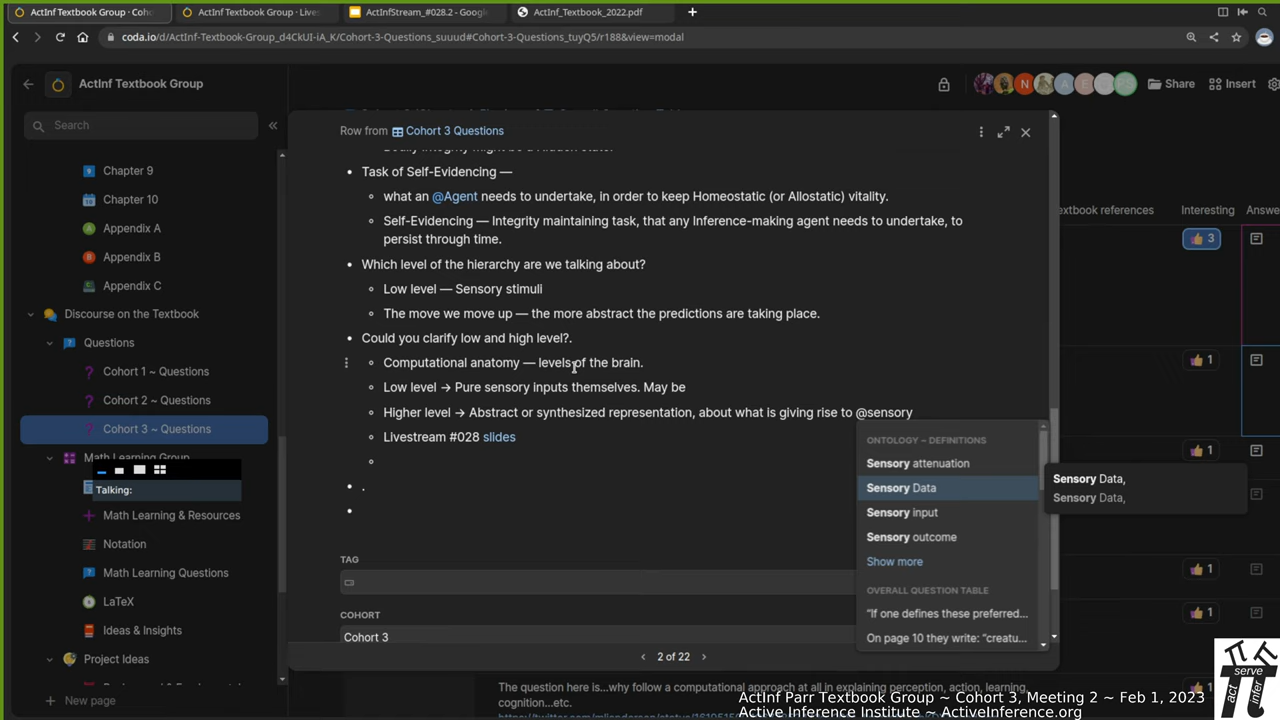 ActInf Textbook Group · Coh
ActInf Textbook Group · Lives
ActInfStream_#028.2 - Google
ActInf_Textbook_2022.pdf
coda.io/d/ActInf-Textbook-Group_d4CkUI-iA_K/Cohort-3-Questions_suuud#Cohort-3-Questions_tuyQ5/r188&view=modal
ActInf Textbook Group
N
A
E
PS
Share
Insert
Search
Row from Cohort 3 Questions
Chapter 9
Chapter 10
Appendix A
Appendix B
Appendix C
Discourse on the Textbook
Questions
Cohort 1 ~ Questions
Cohort 2 ~ Questions
Cohort 3 ~ Questions
Math Learning Group
Talking:
Math Learning & Resources
Notation
Math Learning Questions
LaTeX
Ideas & Insights
Project Ideas
New page
Task of Self-Evidencing —
what an @Agent needs to undertake, in order to keep Homeostatic (or Allostatic) vitality.
Self-Evidencing — Integrity maintaining task, that any Inference-making agent needs to undertake, to
persist through time.
Which level of the hierarchy are we talking about?
Low level — Sensory stimuli
The move we move up — the more abstract the predictions are taking place.
Could you clarify low and high level?.
Computational anatomy — levels of the brain.
Low level → Pure sensory inputs themselves. May be
Higher level → Abstract or synthesized representation, about what is giving rise to @sensory
Livestream #028 slides
.
ONTOLOGY – DEFINITIONS
Sensory attenuation
Sensory Data
Sensory input
Sensory outcome
Show more
OVERALL QUESTION TABLE
"If one defines these preferred...
On page 10 they write: "creatu...
Sensory Data,
Sensory Data,
TAG
COHORT
Cohort 3
2 of 22
extbook references
Interesting
Answe
3
1
1
1
1
1
The question here is...why follow a computational approach at all in explaining perception, action, learning,
cognition...etc.
ActInf Parr Textbook Group ~ Cohort 3, Meeting 2 ~ Feb 1, 2023
Active Inference Institute ~ ActiveInference.org
serve
act
infer